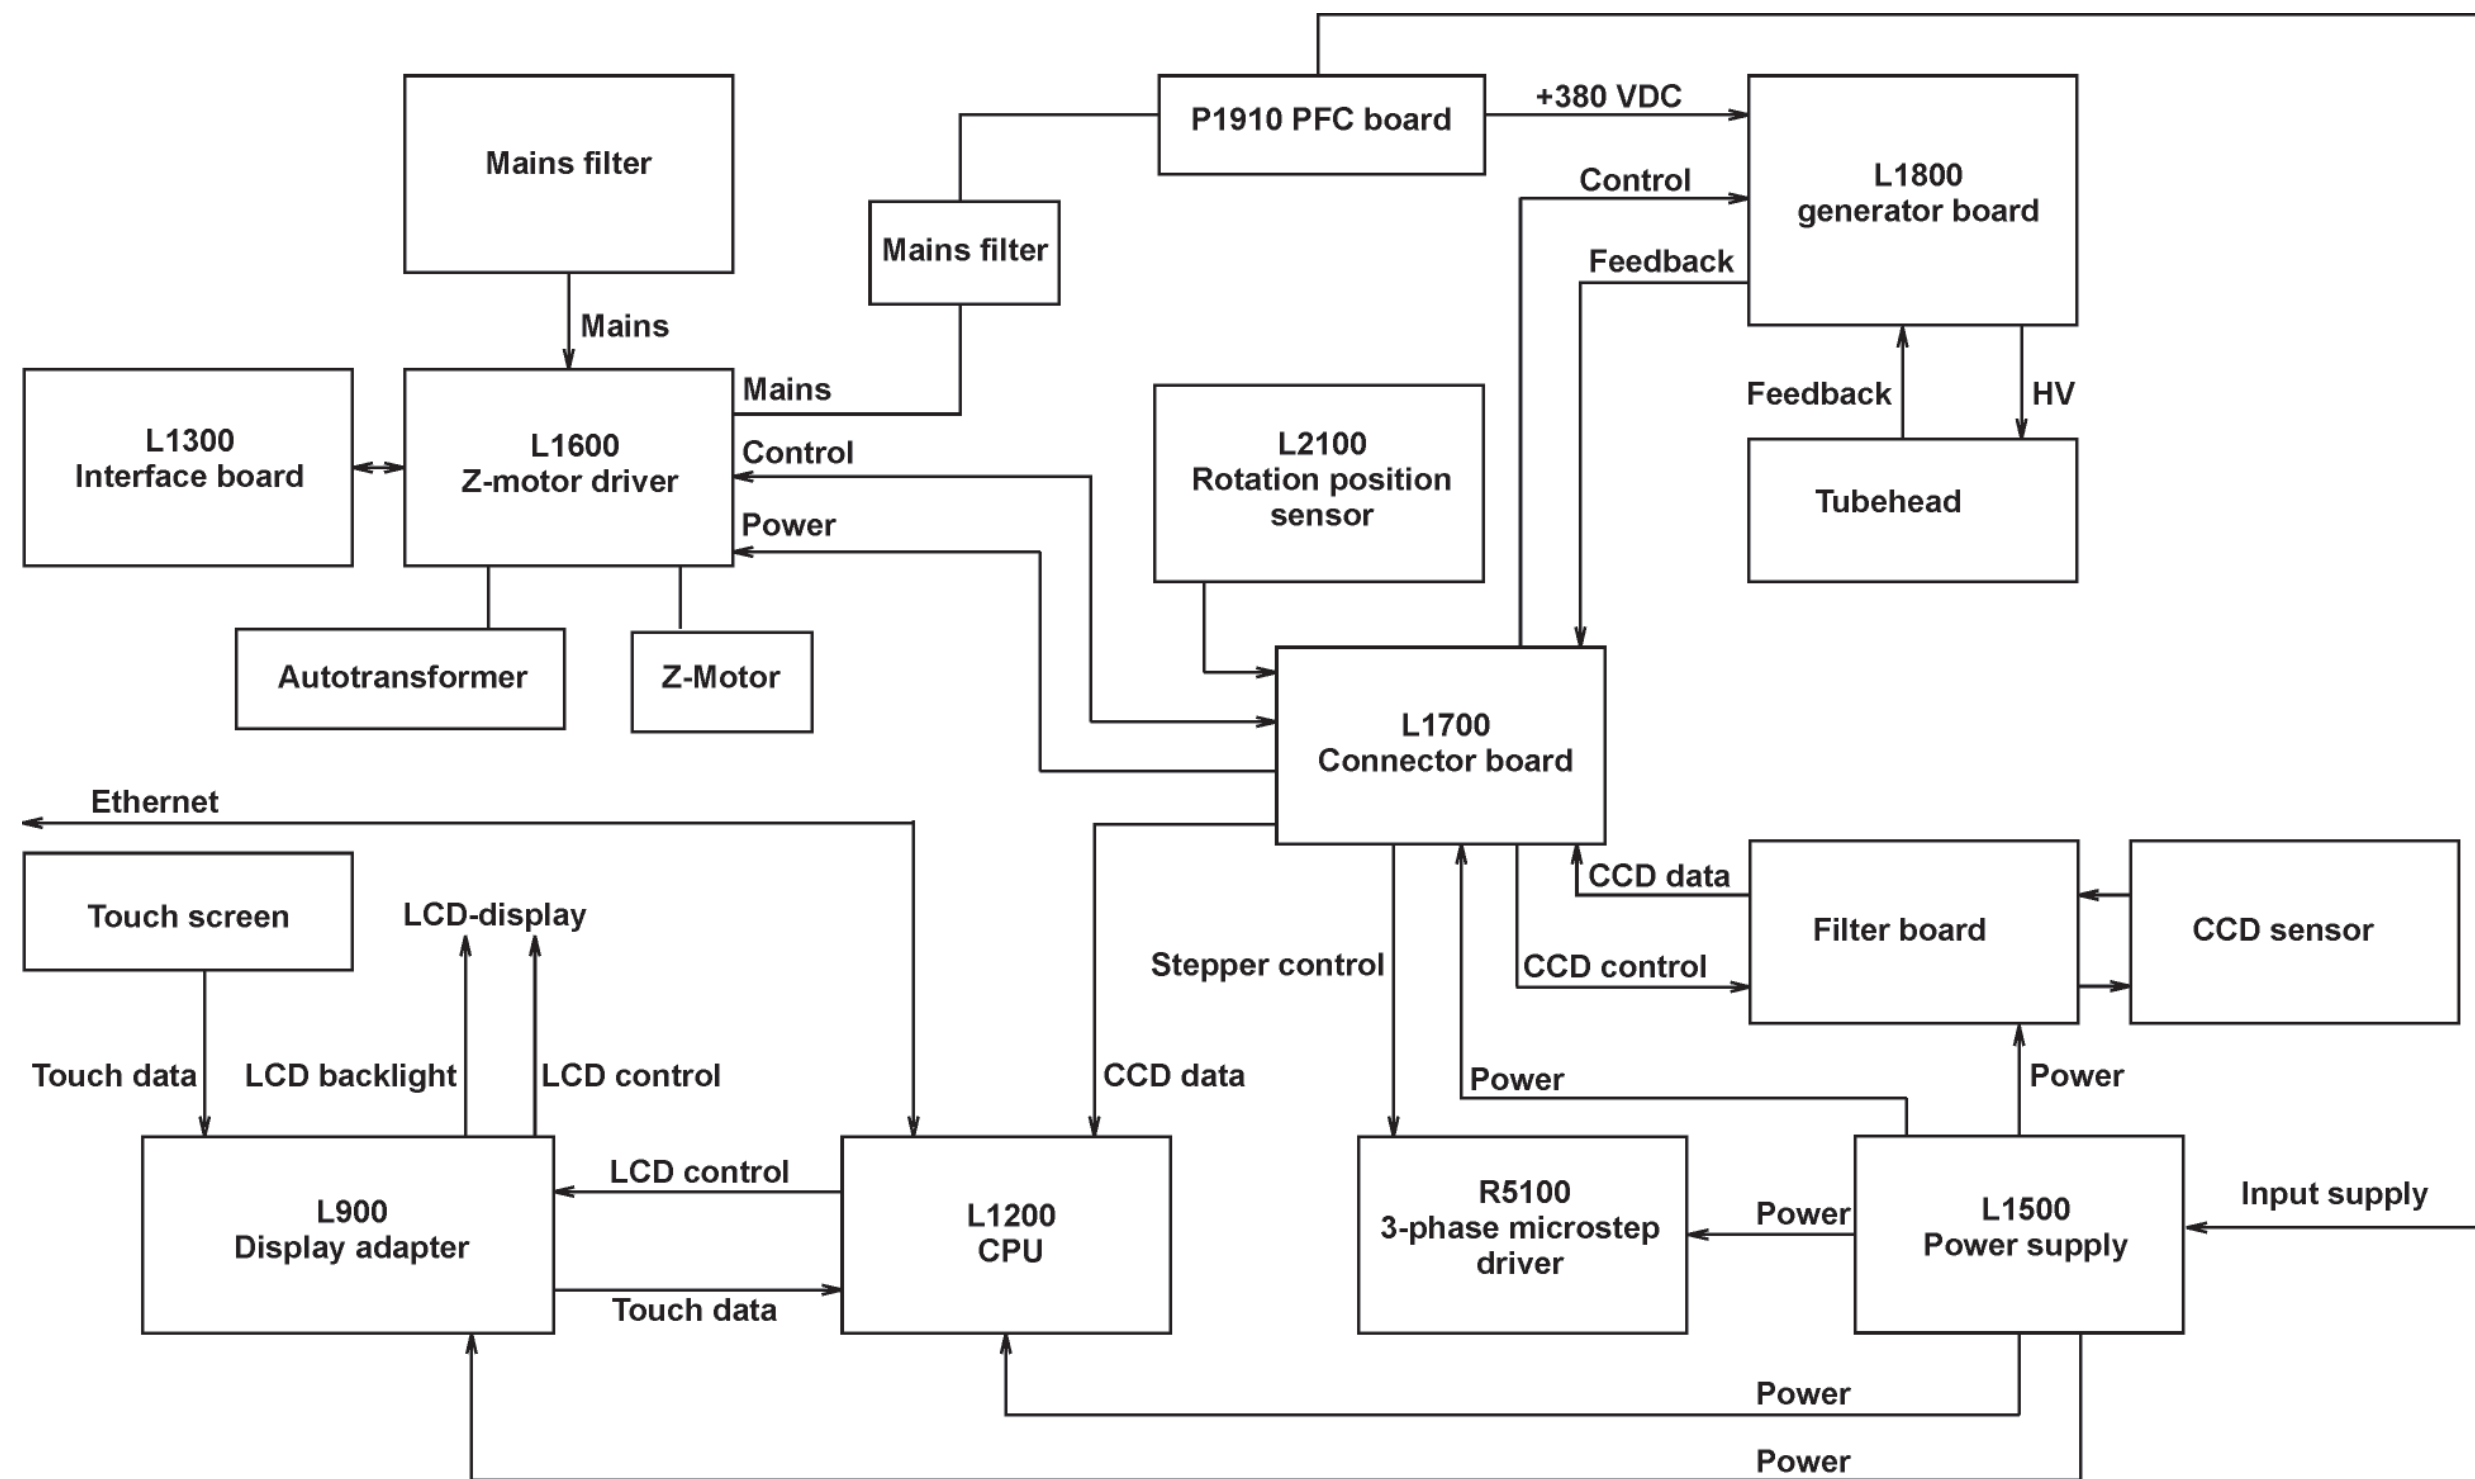 P1910 PFC board
+380 VDC
Mains filter
L1800
generator board
Control
Mains filter
Feedback
Mains
Mains
Feedback
HV
L1300
Interface board
L1600
Z-motor driver
Control
L2100
Rotation position
sensor
Tubehead
Power
Autotransformer
Z-Motor
L1700
Connector board
Ethernet
Touch screen
LCD-display
CCD data
Filter board
CCD sensor
Stepper control
CCD control
Touch data
LCD backlight
LCD control
CCD data
Power
Power
LCD control
L900
Display adapter
L1200
CPU
R5100
3-phase microstep
driver
Power
L1500
Power supply
Input supply
Touch data
Power
Power